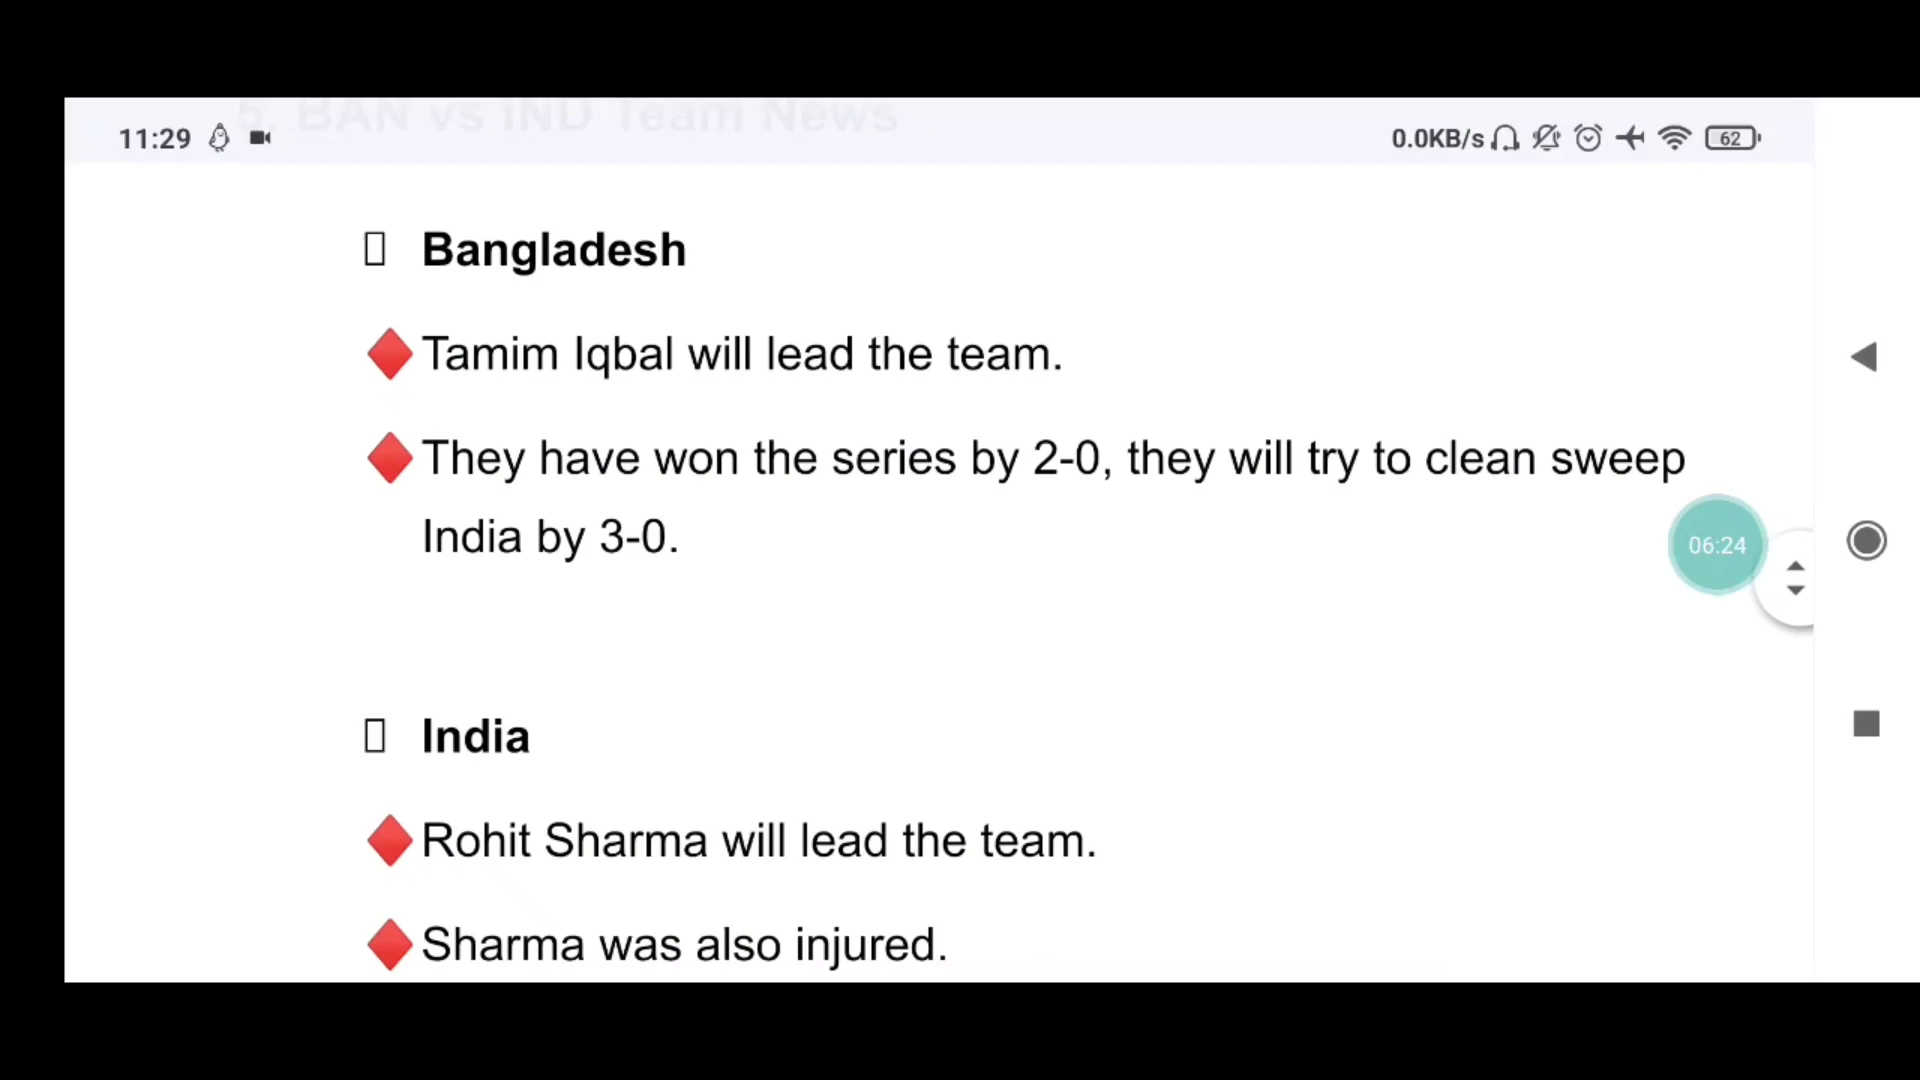 5. BAN vs IND Team News
11:29
0.0KB/s
62
Bangladesh
Tamim Iqbal will lead the team.
They have won the series by 2-0, they will try to clean sweep
India by 3-0.
06:24
India
Rohit Sharma will lead the team.
Sharma was also injured.